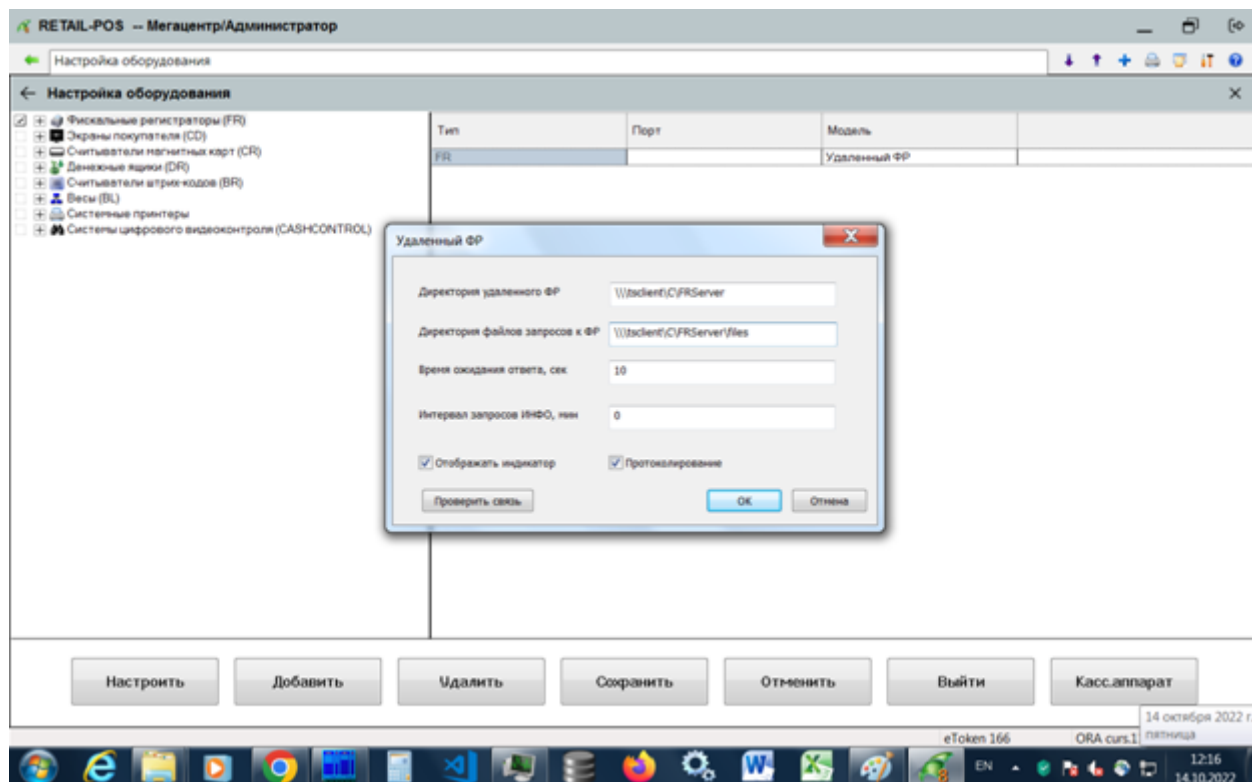 RETAIL-POS -- Мегацентр/Администратор
Настройка оборудования
Настройка оборудования
Фискальные регистраторы (FR)
Экраны покупателя (CD)
Считыватели магнитных карт (CR)
Денежные ящики (DR)
Считыватели штрих-кодов (BR)
Весы (BL)
Системные принтеры
Системы цифрового видеоконтроля (CASHCONTROL)
Тип Порт Модель
FR Удаленный ФР
Удаленный ФР
Директория удаленного ФР \\\tsclient\C\FRServer
Директория файлов запросов к ФР \\\tsclient\C\FRServer\files
Время ожидания ответа, сек 10
Интервал запросов ИНФО, мин 0
Отображать индикатор Протоколирование
Проверить связь OK Отмена
Настроить Добавить Удалить Сохранить Отменить Выйти Касс.аппарат
14 октября 2022 г.
пятница
eToken 166 ORA curs.1
EN 12:16
14.10.2022